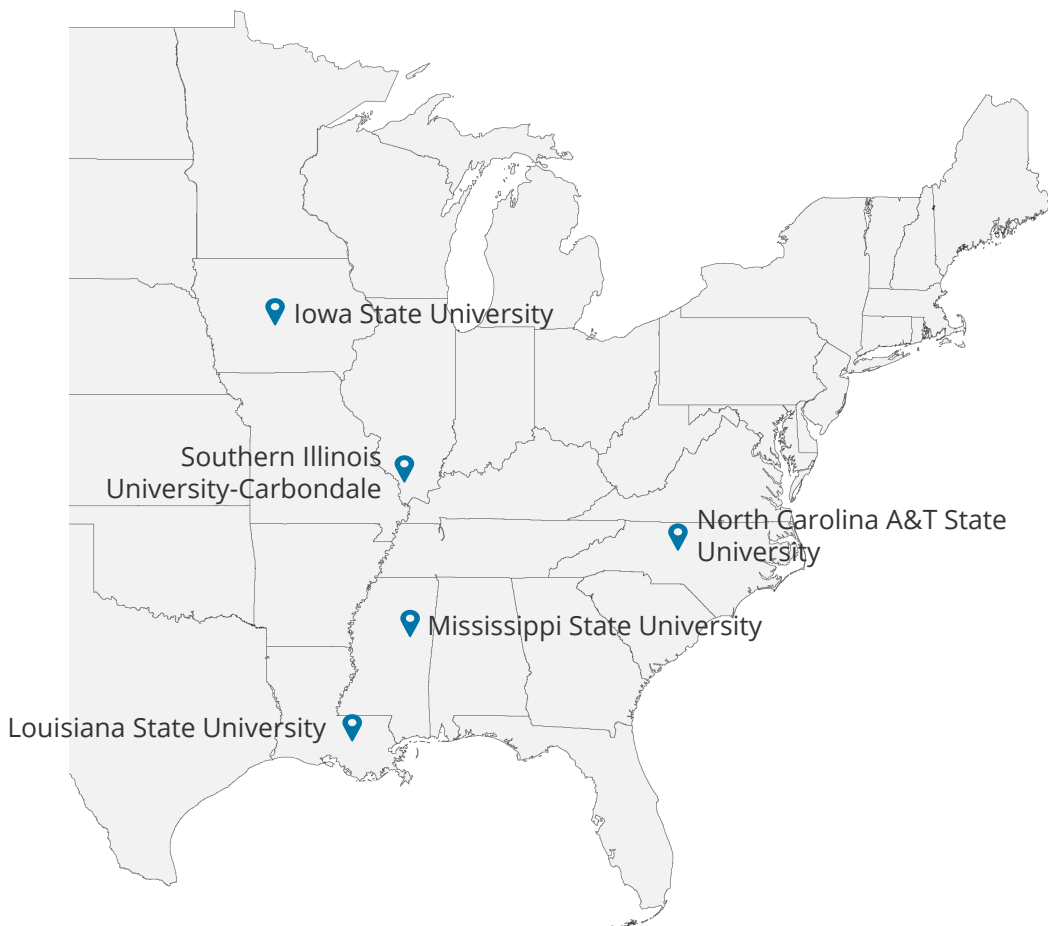 Iowa State University
Southern Illinois
University-Carbondale
North Carolina A&T State
University
Mississippi State University
Louisiana State University